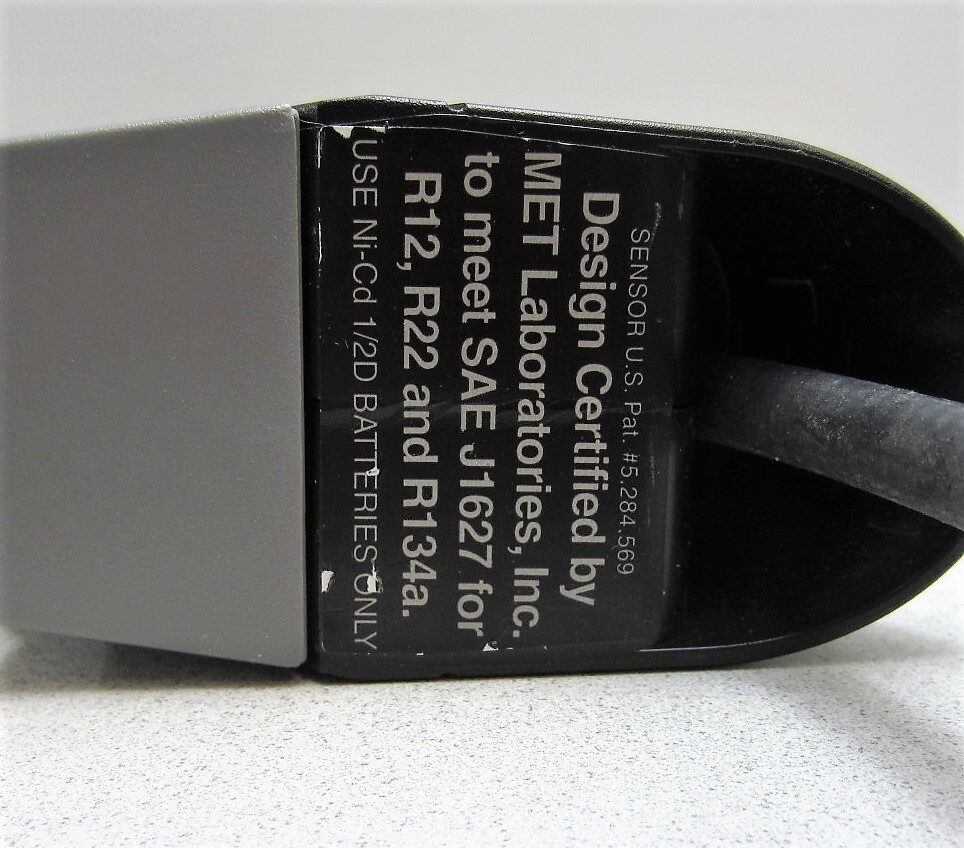 SENSOR U.S. Pat. #5.284.569
Design Certified by
MET Laboratories, Inc.
to meet SAE J1627 for
R12, R22 and R134a.
USE Ni-Cd 1/2D BATTERIES ONLY